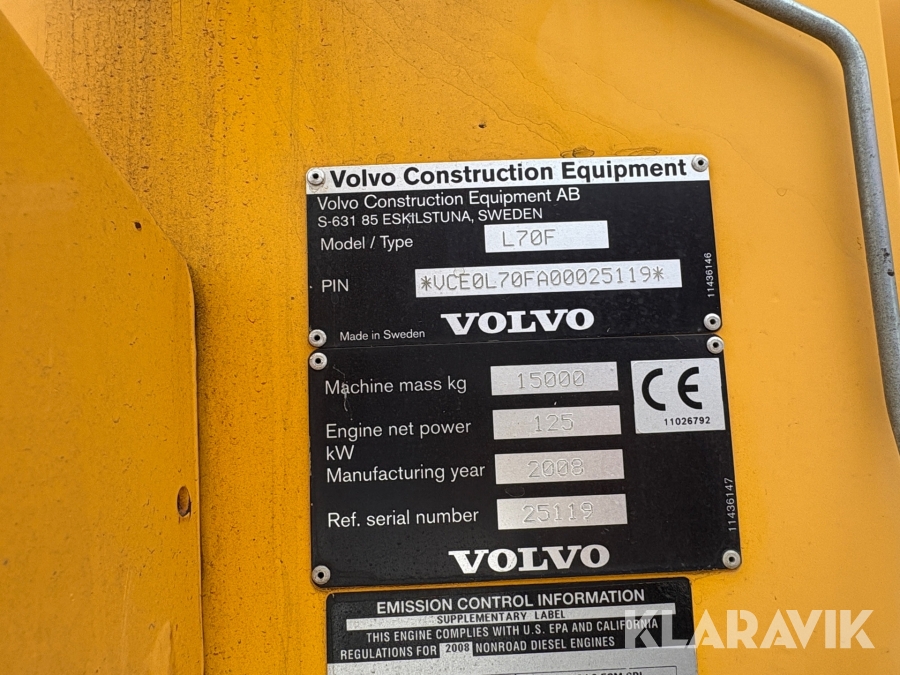 Volvo Construction Equipment
Volvo Construction Equipment AB
S-631 85 ESKILSTUNA, SWEDEN
Model / Type L70F
PIN *VCE0L70FA00025119*
11436146
Made in Sweden VOLVO
Machine mass kg 15000
CE
11026792
Engine net power 125
kW
Manufacturing year 2008
Ref. serial number 25119
11436147
VOLVO
EMISSION CONTROL INFORMATION
SUPPLEMENTARY LABEL
THIS ENGINE COMPLIES WITH U.S. EPA AND CALIFORNIA
REGULATIONS FOR 2008 NONROAD DIESEL ENGINES
KLARAVIK